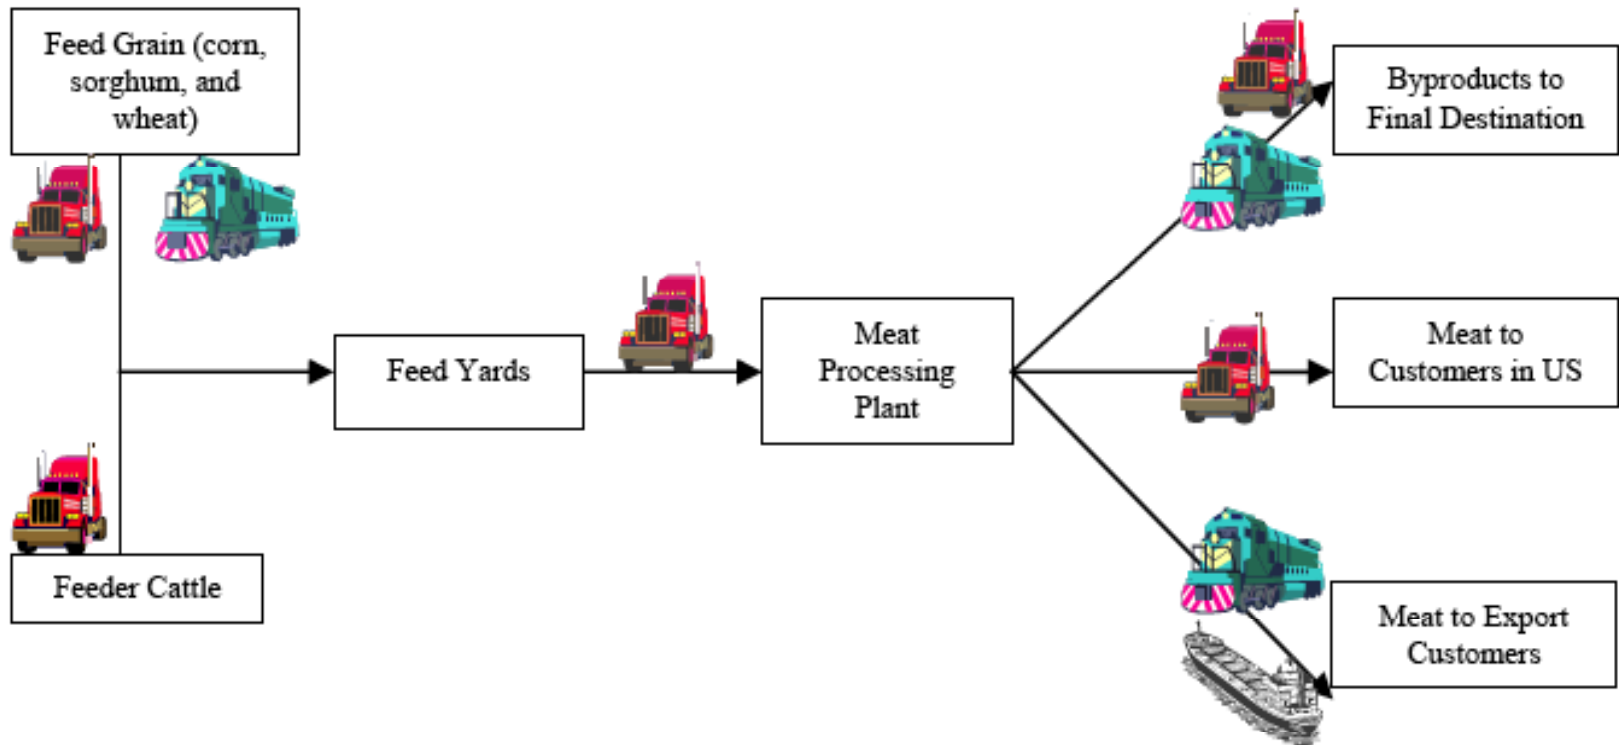 Feed Grain (corn,
sorghum, and
wheat)
Feeder Cattle
Feed Yards
Meat
Processing
Plant
Byproducts to
Final Destination
Meat to
Customers in US
Meat to Export
Customers